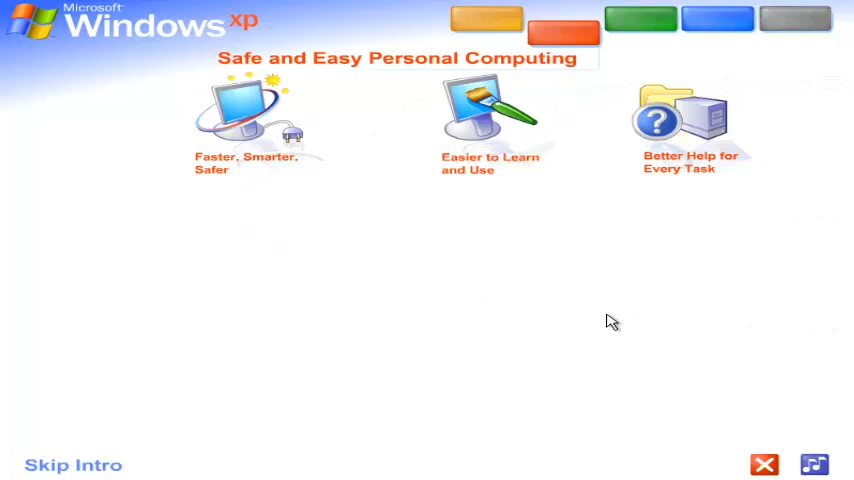 Microsoft
Windows xp
Safe and Easy Personal Computing
Faster, Smarter,
Safer
Easier to Learn
and Use
?
Better Help for
Every Task
Skip Intro